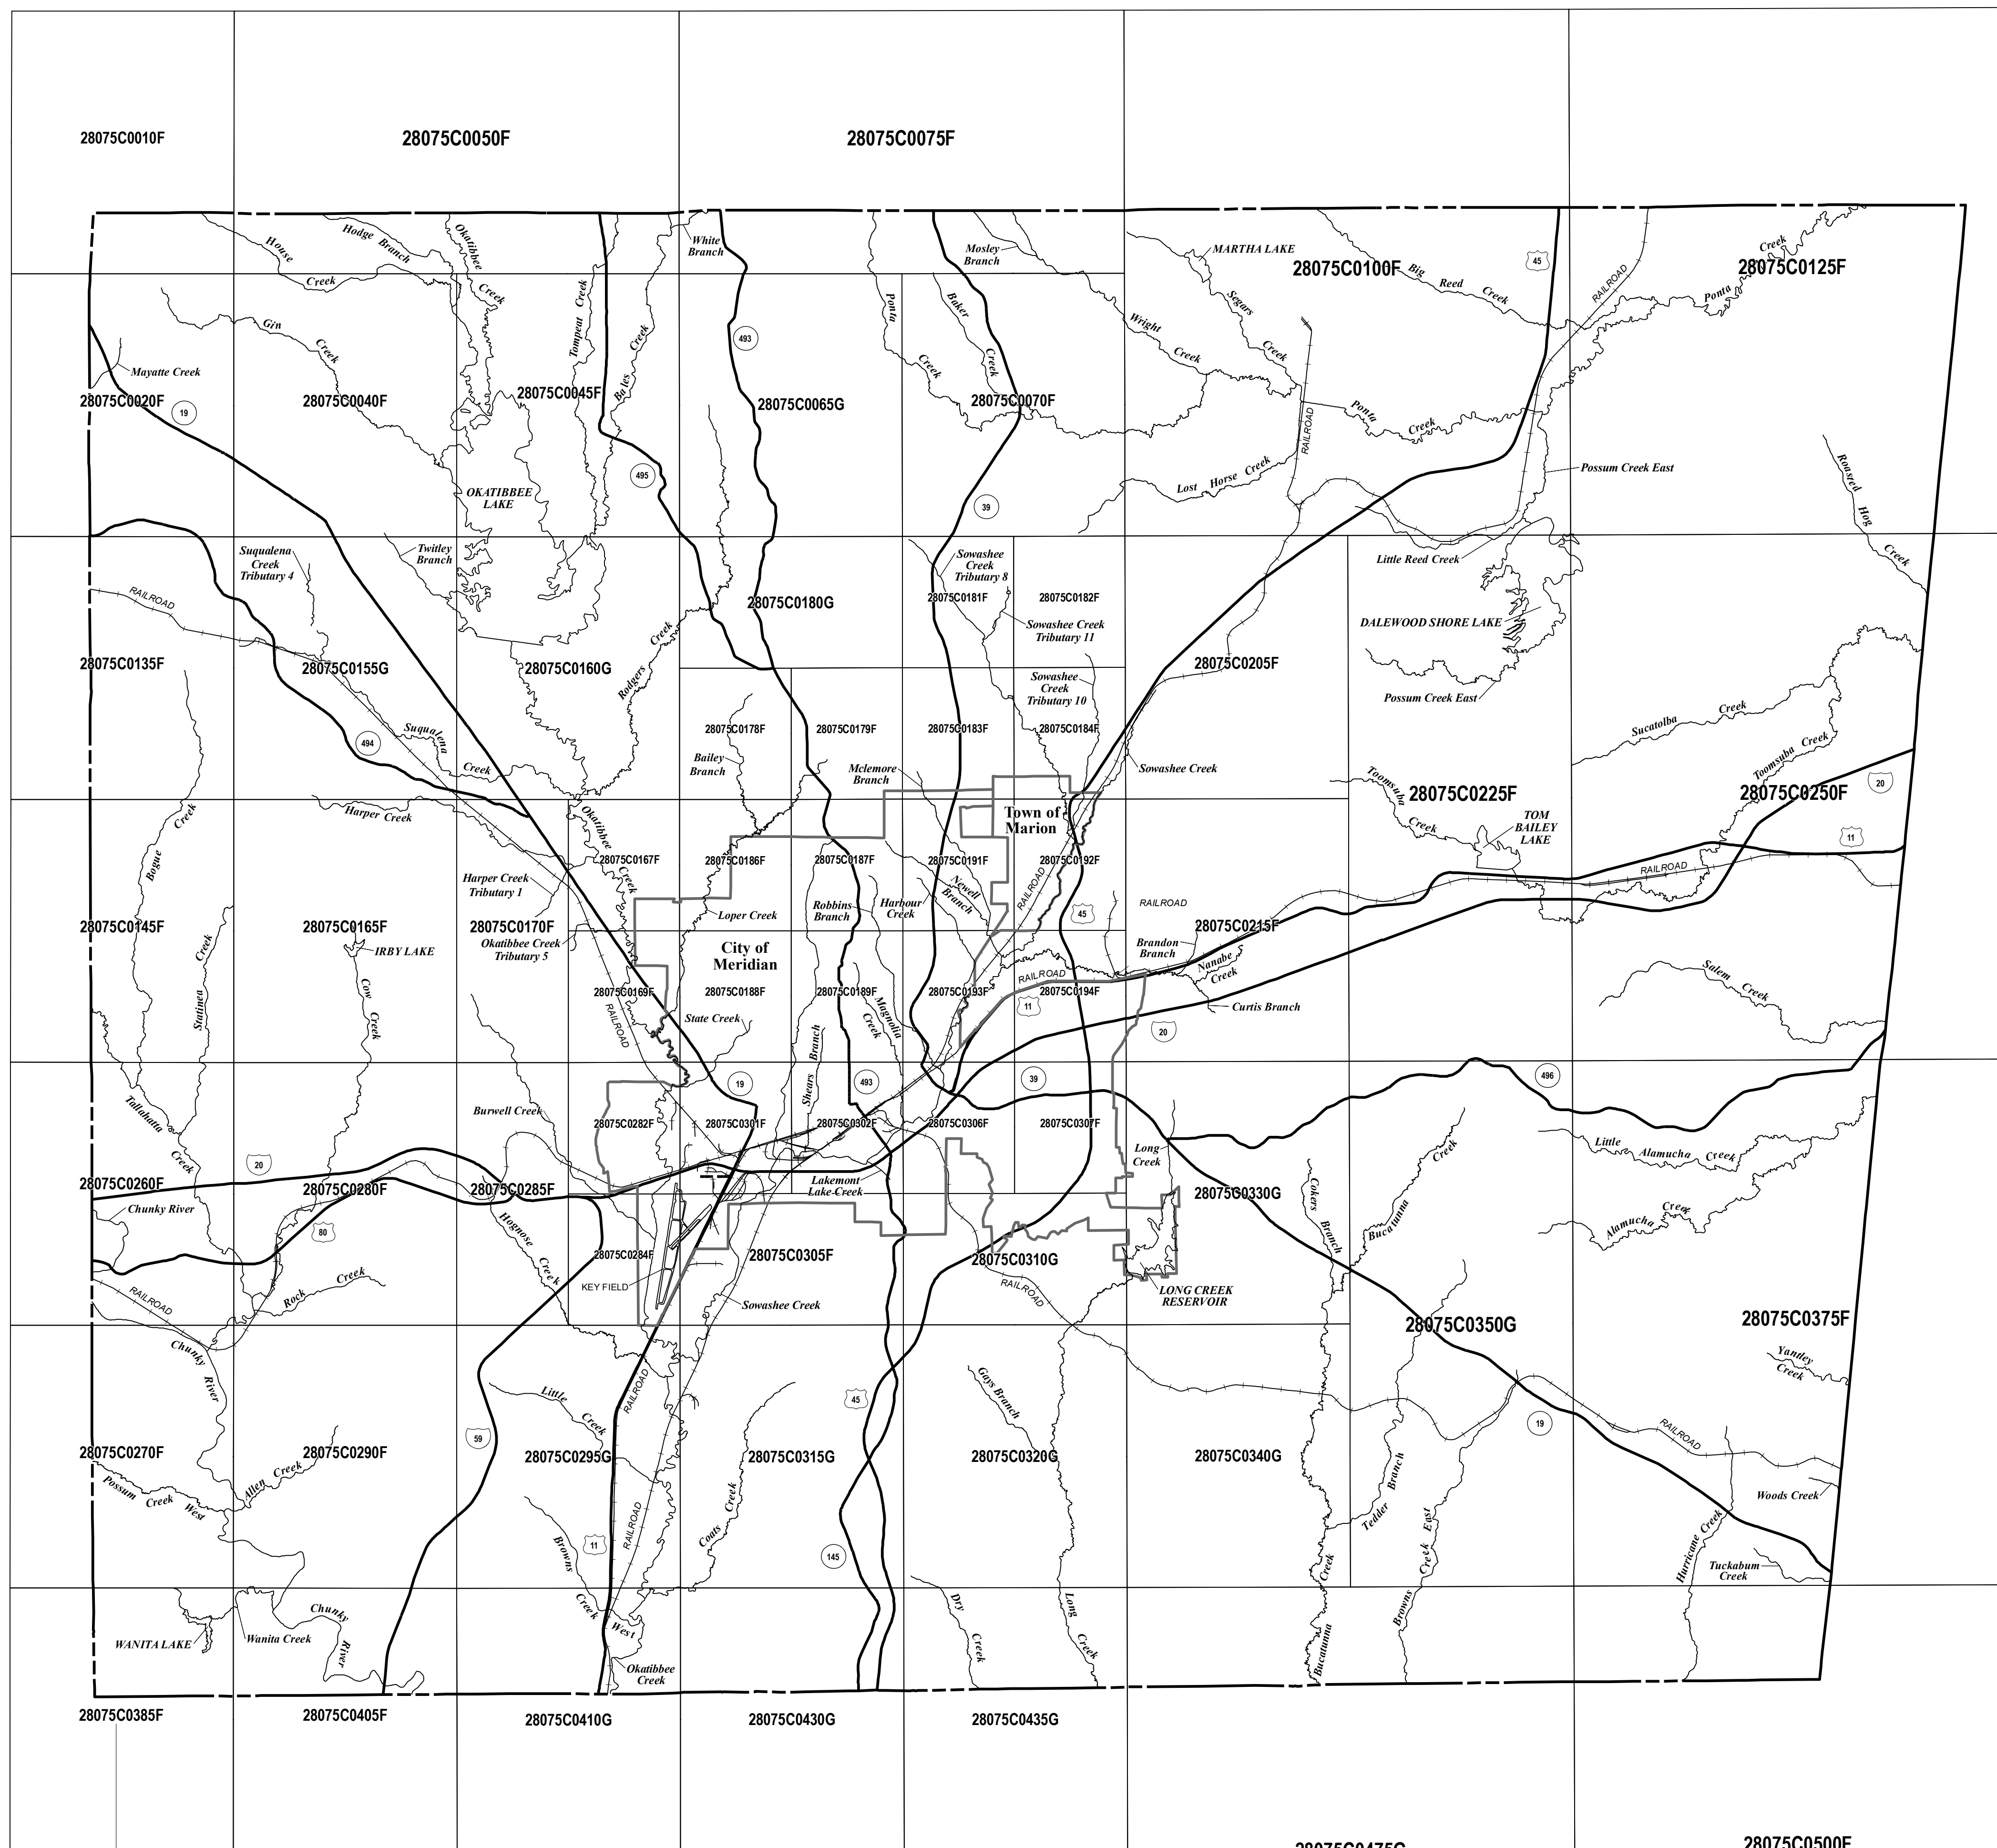 28075C0010F
28075C0050F
28075C0075F
House
Creek
Hodge Branch
Okatibbee
Creek
White
Branch
Mosley
Branch
MARTHA LAKE
28075C0100F
Big
Reed
Creek
45
RAILROAD
28075C0125F
Ponta
Creek
Gin
Creek
Mayatte Creek
28075C0020F
19
28075C0040F
Tompeat Creek
28075C0045F
Bales Creek
493
28075C0065G
Ponta
Creek
Baker
Creek
28075C0070F
Wright
Creek
Segars
Creek
RAILROAD
Ponta
Creek
Lost Horse Creek
Possum Creek East
Roasred
Hog
Creek
OKATIBBEE
LAKE
495
39
Suqualena
Creek
Tributary 4
RAILROAD
Twitley
Branch
28075C0180G
Sowashee
Creek
Tributary 8
28075C0181F
28075C0182F
Sowashee Creek
Tributary 11
Little Reed Creek
DALEWOOD SHORE LAKE
28075C0135F
28075C0155G
28075C0160G
Rodgers
Creek
Sowashee
Creek
Tributary 10
28075C0205F
Possum Creek East
28075C0178F
28075C0179F
28075C0183F
28075C0184F
Sucatolba
Creek
Suqualena
Creek
494
Bailey
Branch
Mclemore
Branch
Sowashee Creek
Toomsuba
Creek
28075C0225F
Toomsuba Creek
28075C0250F
20
Harper Creek
Okatibbee
Creek
Town of
Marion
TOM
BAILEY
LAKE
11
Bogue
Creek
28075C0167F
28075C0186F
28075C0187F
28075C0191F
28075C0192F
RAILROAD
Harper Creek
Tributary 1
Newell
Branch
RAILROAD
28075C0145F
28075C0165F
28075C0170F
Loper Creek
Robbins
Branch
Harbour
Creek
45
RAILROAD
28075C0215F
Statinea
Creek
IRBY LAKE
Okatibbee Creek
Tributary 5
City of
Meridian
Brandon
Branch
Nanabe
Creek
Salem
Creek
Cow
Creek
28075C0169F
28075C0188F
28075C0189F
28075C0193F
RAILROAD
28075C0194F
11
Curtis Branch
RAILROAD
State Creek
Magnolia
Creek
20
Shears Branch
Tallahatta
Creek
Burwell Creek
19
493
39
496
28075C0282F
28075C0301F
28075C0302F
28075C0306F
28075C0307F
Long
Creek
Little
Alamucha
Creek
20
28075C0260F
28075C0280F
28075C0285F
Lakemont
Lake Creek
28075C0330G
Cokers
Branch
Bucatunna
Creek
Chunky River
80
Hognose
Creek
28075C0284F
28075C0305F
28075C0310G
Alamucha
Creek
KEY FIELD
RAILROAD
Rock
Creek
Sowashee Creek
RAILROAD
LONG CREEK
RESERVOIR
28075C0350G
28075C0375F
Chunky
River
Yantley
Creek
Little
Creek
RAILROAD
45
Gays Branch
19
RAILROAD
28075C0270F
28075C0290F
59
28075C0295G
28075C0315G
28075C0320G
28075C0340G
Possum
Creek
West
Allen Creek
Woods Creek
Browns
Creek
West
11
RAILROAD
Coats Creek
145
Tedder Branch
Browns Creek East
Hurricane Creek
Tuckabum
Creek
WANITA LAKE
Wanita Creek
Chunky
River
Okatibbee
Creek
Dry
Creek
Long
Creek
Bucatunna
Creek
28075C0385F
28075C0405F
28075C0410G
28075C0430G
28075C0435G
28075C0475G
28075C0500F